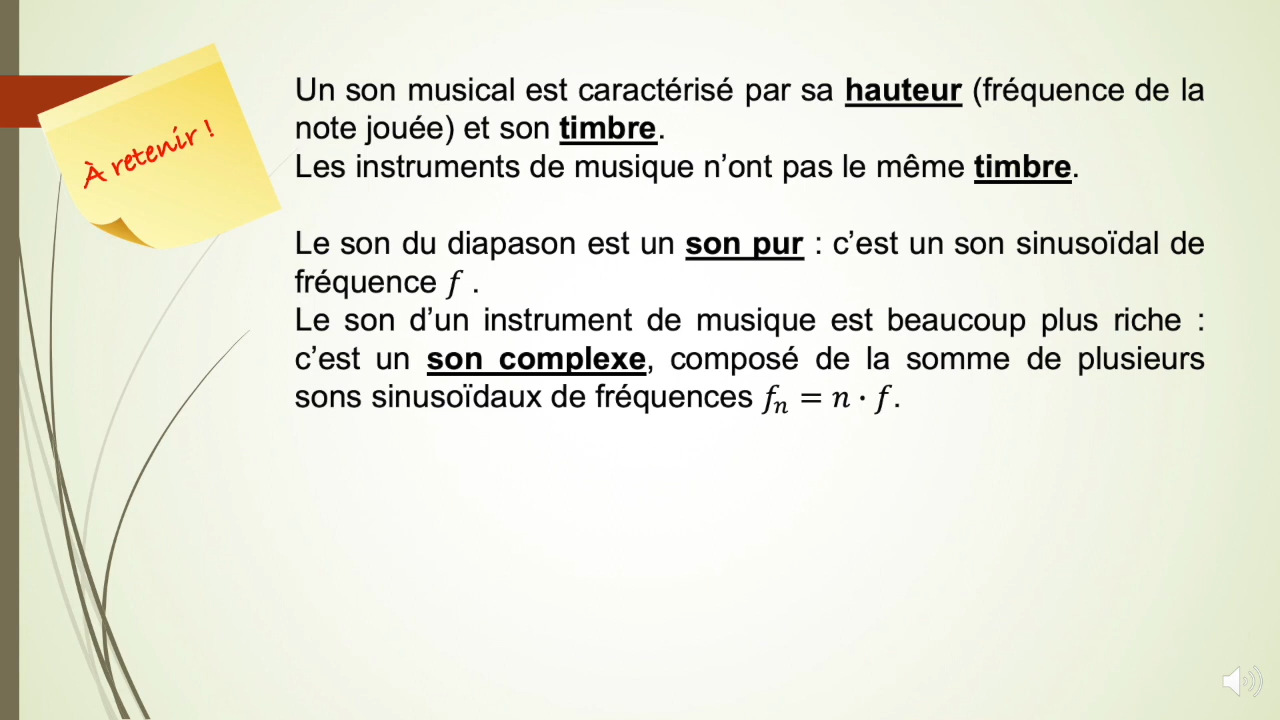 À retenir !
Un son musical est caractérisé par sa hauteur (fréquence de la
note jouée) et son timbre.
Les instruments de musique n’ont pas le même timbre.
Le son du diapason est un son pur : c’est un son sinusoïdal de
fréquence 𝑓 .
Le son d’un instrument de musique est beaucoup plus riche :
c’est un son complexe, composé de la somme de plusieurs
sons sinusoïdaux de fréquences 𝑓ₙ = 𝑛 · 𝑓.